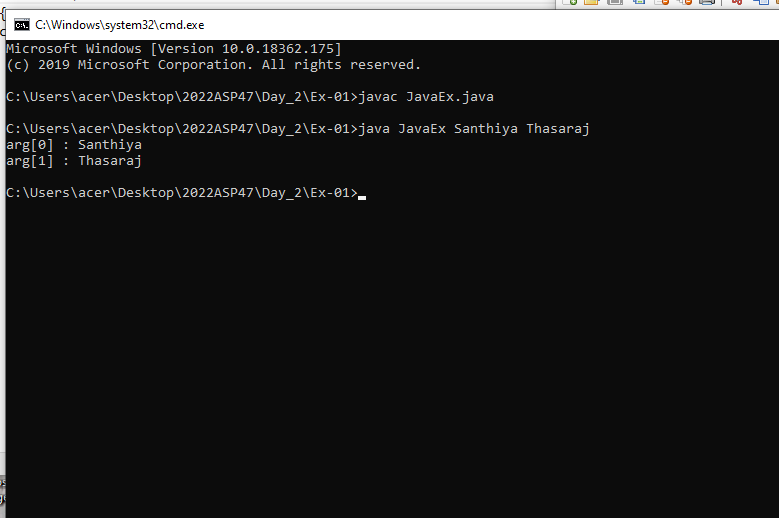 C:\Windows\system32\cmd.exe
Microsoft Windows [Version 10.0.18362.175]
(c) 2019 Microsoft Corporation. All rights reserved.
C:\Users\acer\Desktop\2022ASP47\Day_2\Ex-01>javac JavaEx.java
C:\Users\acer\Desktop\2022ASP47\Day_2\Ex-01>java JavaEx Santhiya Thasaraj
arg[0] : Santhiya
arg[1] : Thasaraj
C:\Users\acer\Desktop\2022ASP47\Day_2\Ex-01>